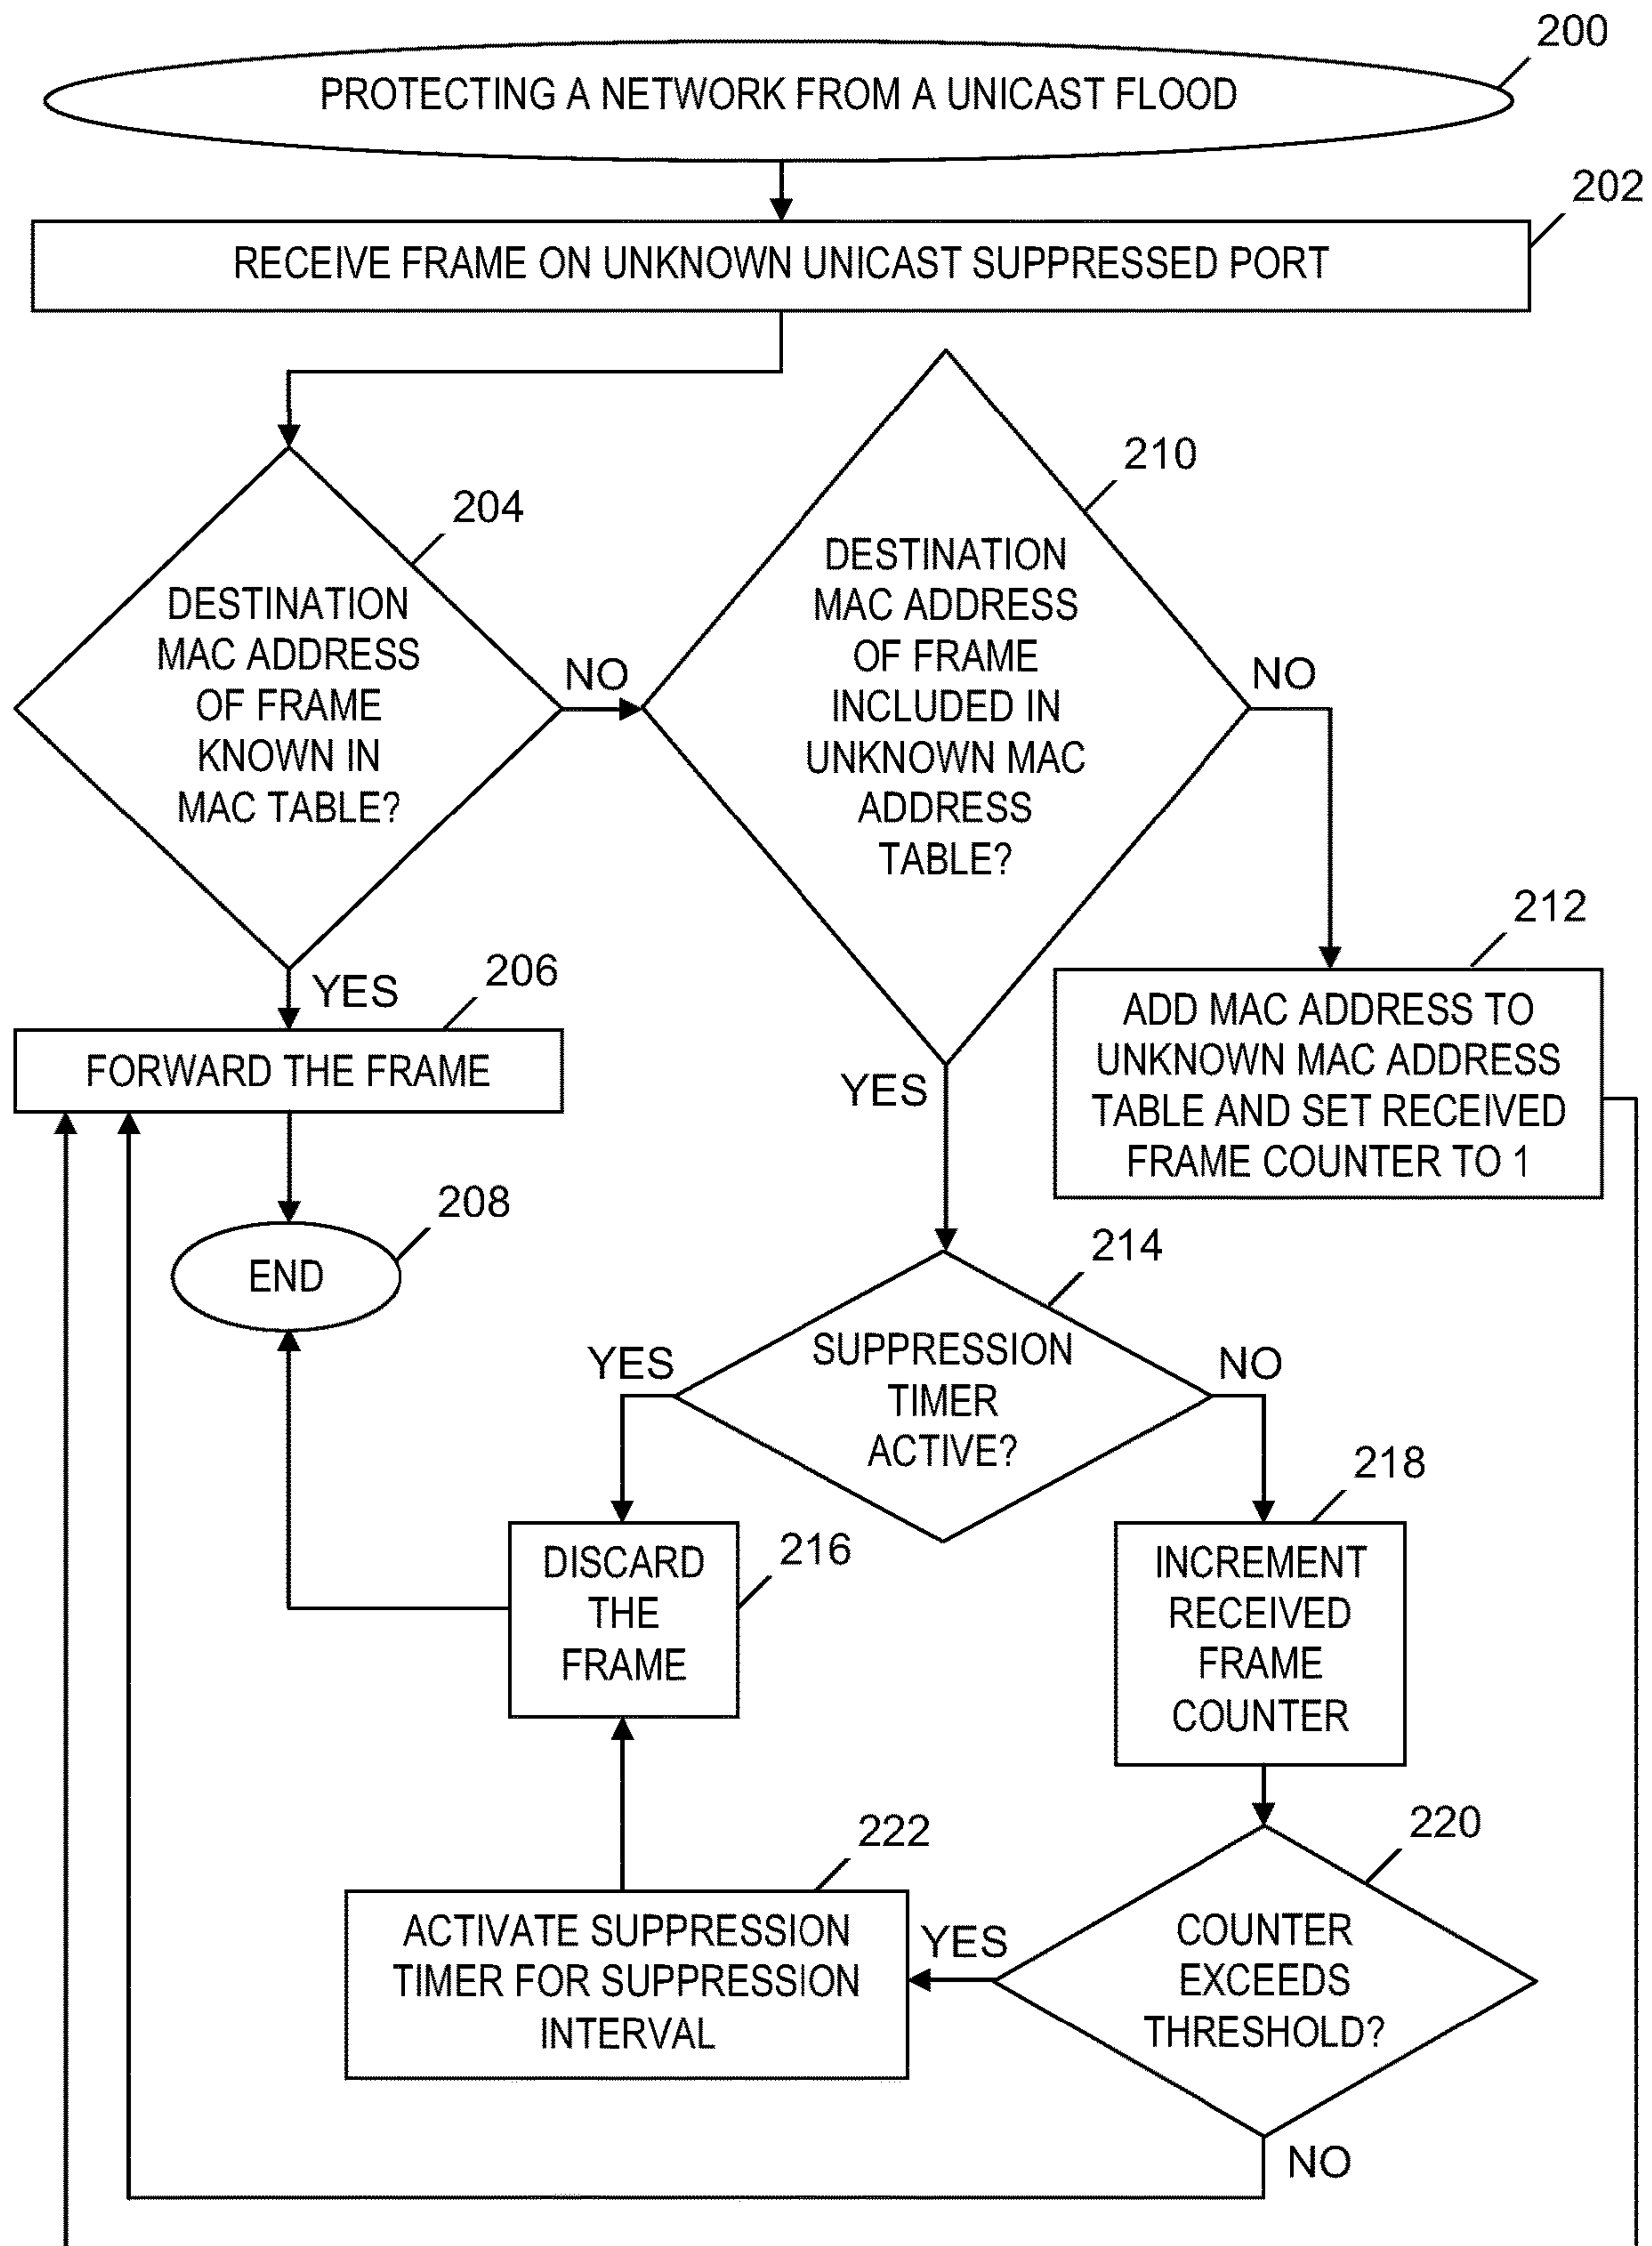 200
PROTECTING A NETWORK FROM A UNICAST FLOOD
202
RECEIVE FRAME ON UNKNOWN UNICAST SUPPRESSED PORT
204
DESTINATION
MAC ADDRESS
OF FRAME
KNOWN IN
MAC TABLE?
NO
YES
210
DESTINATION
MAC ADDRESS
OF FRAME
INCLUDED IN
UNKNOWN MAC
ADDRESS
TABLE?
NO
YES
206
FORWARD THE FRAME
208
END
212
ADD MAC ADDRESS TO
UNKNOWN MAC ADDRESS
TABLE AND SET RECEIVED
FRAME COUNTER TO 1
214
SUPPRESSION
TIMER
ACTIVE?
YES
NO
216
DISCARD
THE
FRAME
218
INCREMENT
RECEIVED
FRAME
COUNTER
220
COUNTER
EXCEEDS
THRESHOLD?
YES
NO
222
ACTIVATE SUPPRESSION
TIMER FOR SUPPRESSION
INTERVAL